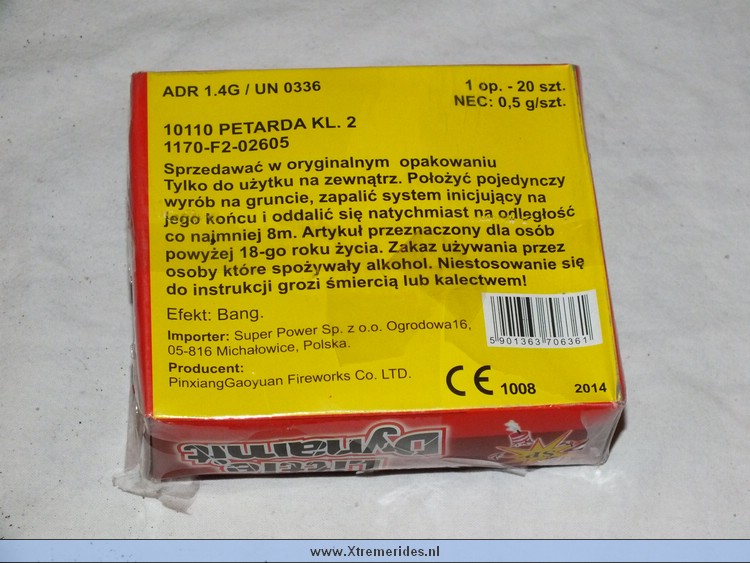 ADR 1.4G / UN 0336
1 op. - 20 szt.
NEC: 0,5 g/szt.
10110 PETARDA KL. 2
1170-F2-02605
Sprzedawać w oryginalnym opakowaniu
Tylko do użytku na zewnątrz. Położyć pojedynczy
wyrób na gruncie, zapalić system inicjujący na
jego końcu i oddalić się natychmiast na odległość
co najmniej 8m. Artykuł przeznaczony dla osób
powyżej 18-go roku życia. Zakaz używania przez
osoby które spożywały alkohol. Niestosowanie się
do instrukcji grozi śmiercią lub kalectwem!
Efekt: Bang.
Importer: Super Power Sp. z o.o. Ogrodowa16,
05-816 Michałowice, Polska.
Producent:
PinxiangGaoyuan Fireworks Co. LTD.
5 901363 706361
CE 1008
2014
Little
Dynamit
www.Xtremerides.nl